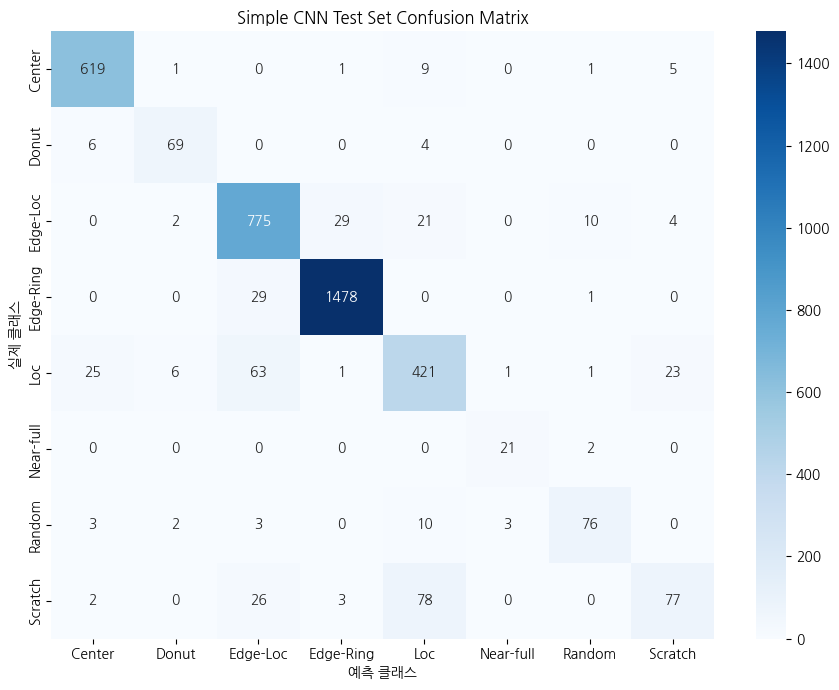 Simple CNN Test Set Confusion Matrix
실제 클래스
Center 619 1 0 1 9 0 1 5
Donut 6 69 0 0 4 0 0 0
Edge-Loc 0 2 775 29 21 0 10 4
Edge-Ring 0 0 29 1478 0 0 1 0
Loc 25 6 63 1 421 1 1 23
Near-full 0 0 0 0 0 21 2 0
Random 3 2 3 0 10 3 76 0
Scratch 2 0 26 3 78 0 0 77
Center Donut Edge-Loc Edge-Ring Loc Near-full Random Scratch
예측 클래스
1400
1200
1000
800
600
400
200
0